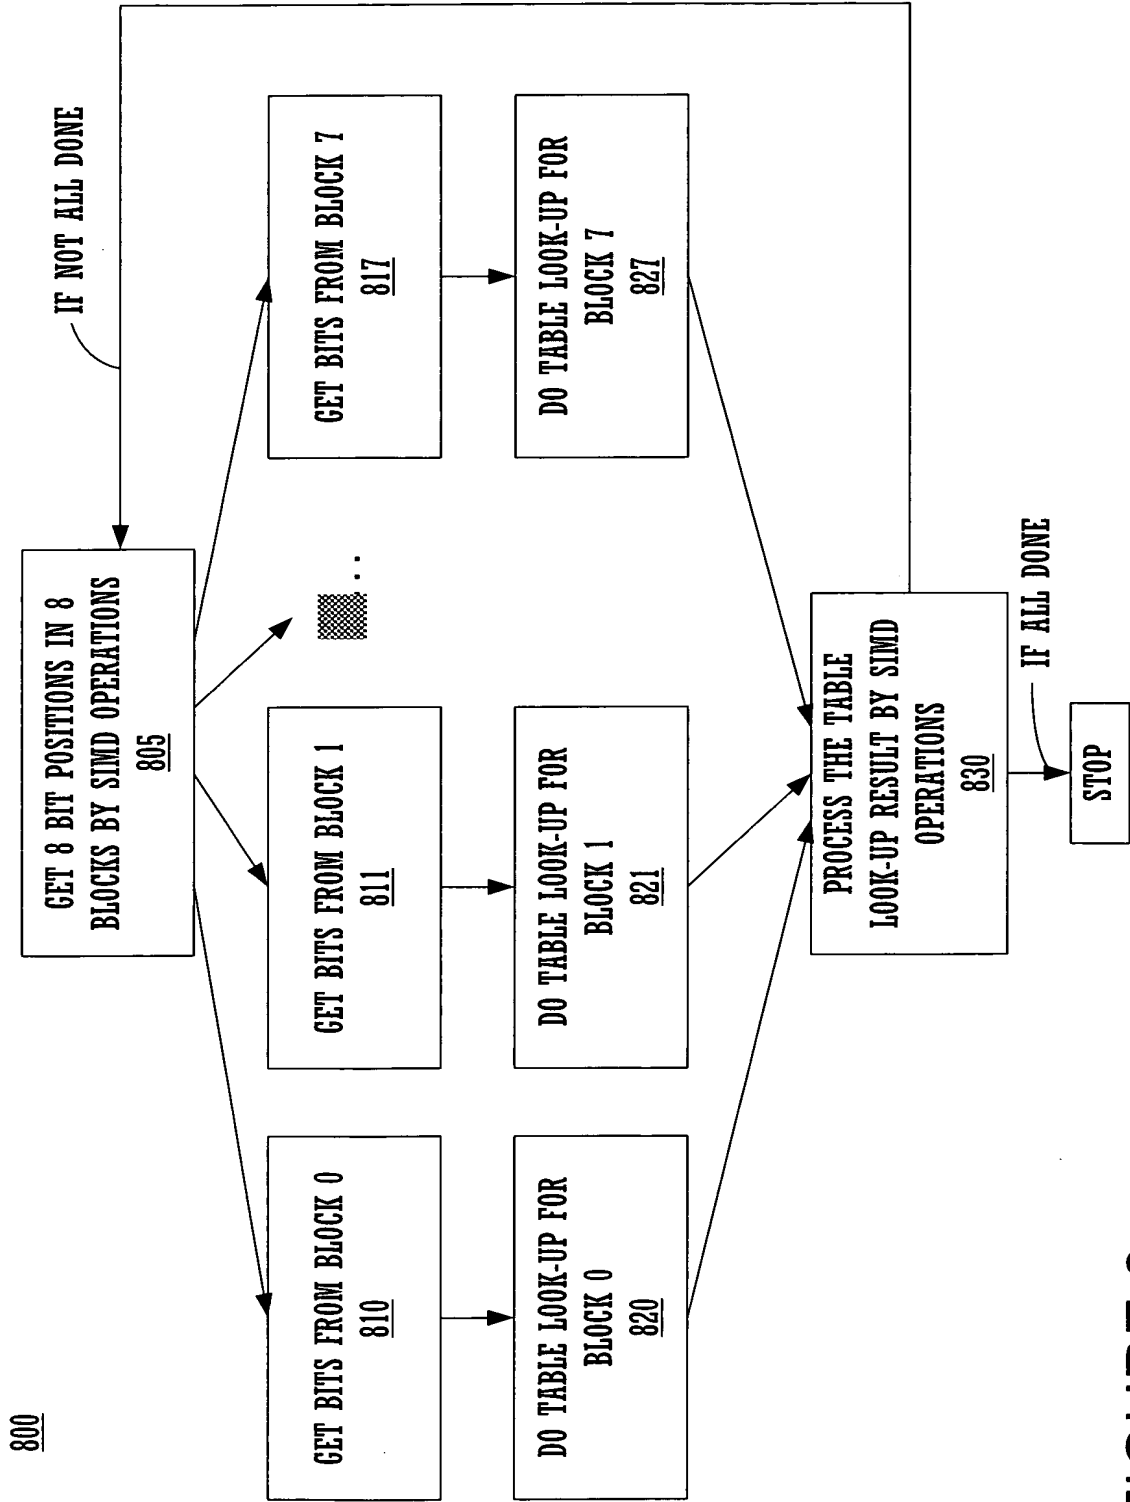 800
GET 8 BIT POSITIONS IN 8
BLOCKS BY SIMD OPERATIONS
805
IF NOT ALL DONE
GET BITS FROM BLOCK 0
810
GET BITS FROM BLOCK 1
811
GET BITS FROM BLOCK 7
817
DO TABLE LOOK-UP FOR
BLOCK 0
820
DO TABLE LOOK-UP FOR
BLOCK 1
821
DO TABLE LOOK-UP FOR
BLOCK 7
827
PROCESS THE TABLE
LOOK-UP RESULT BY SIMD
OPERATIONS
830
IF ALL DONE
STOP